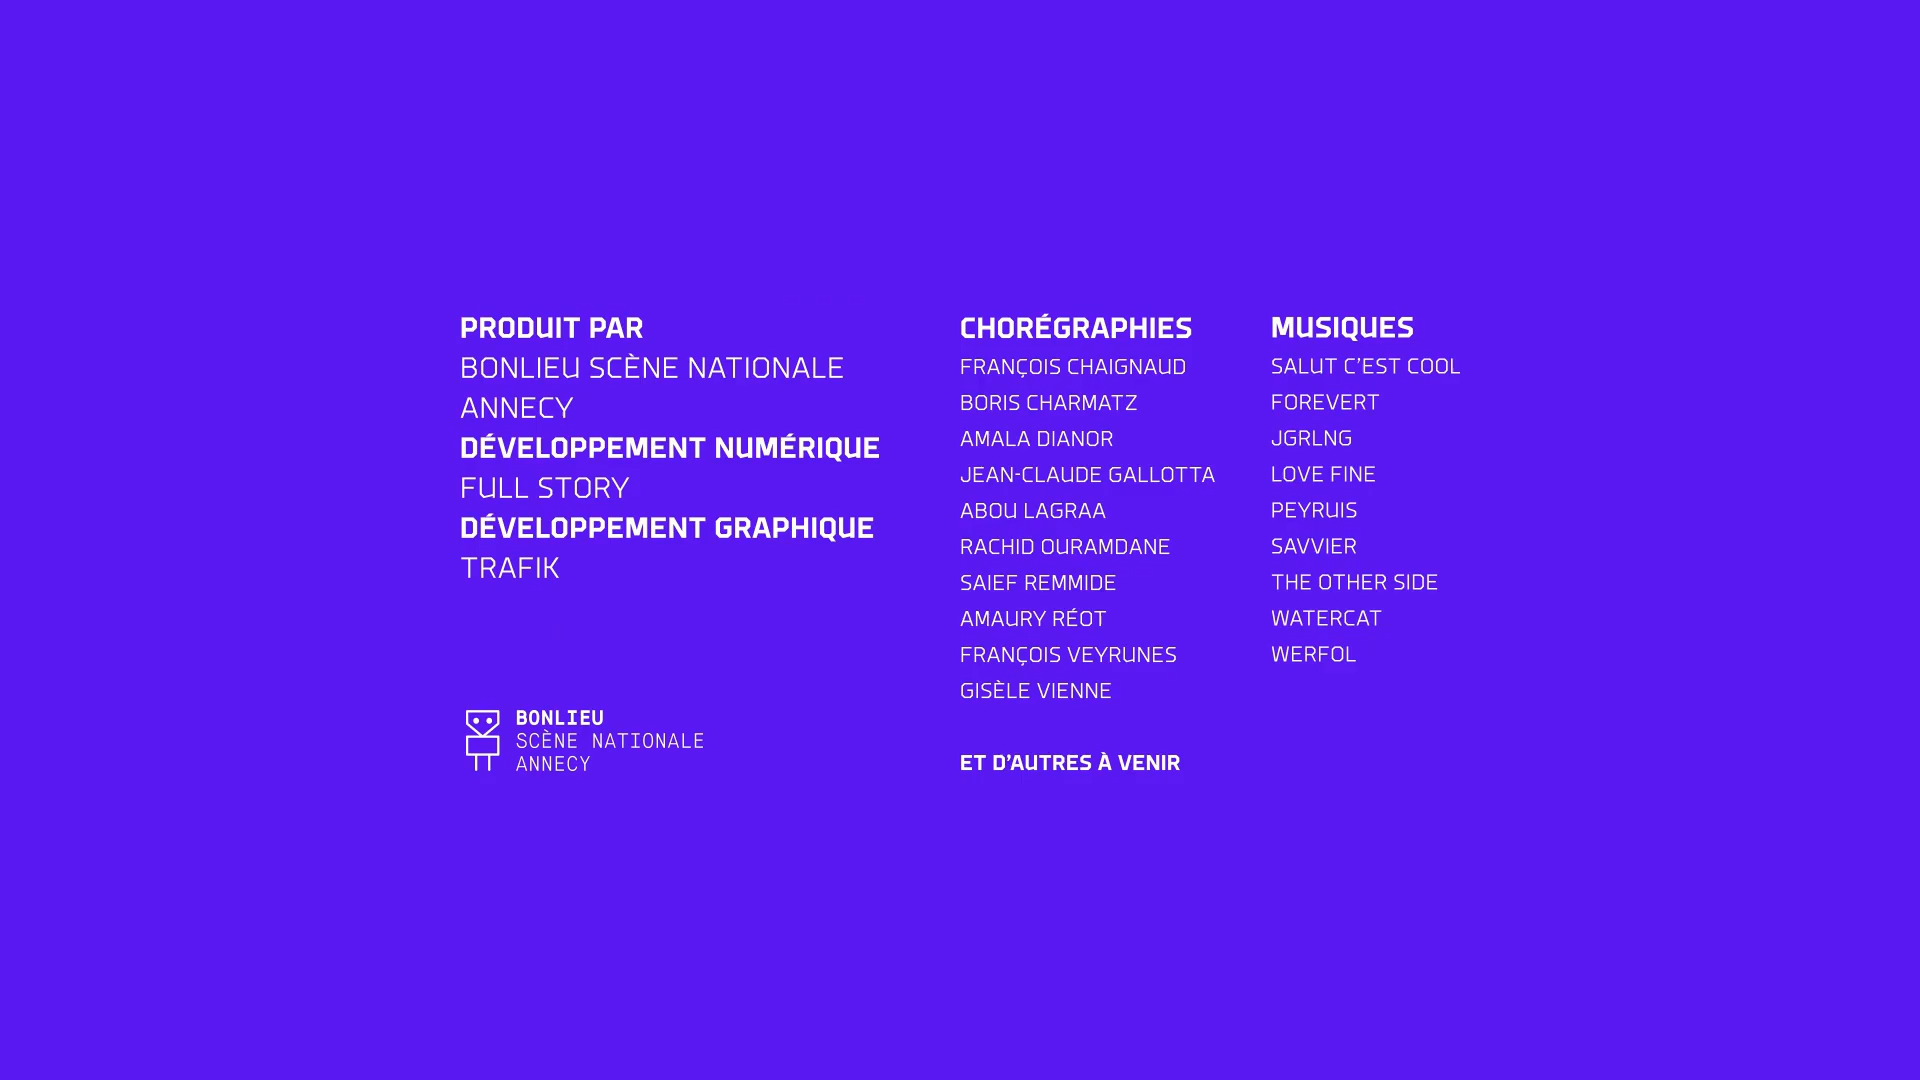 PRODUIT PAR
BONLIEU SCÈNE NATIONALE
ANNECY
DÉVELOPPEMENT NUMÉRIQUE
FULL STORY
DÉVELOPPEMENT GRAPHIQUE
TRAFIK
BONLIEU
SCÈNE NATIONALE
ANNECY
CHORÉGRAPHIES
FRANÇOIS CHAIGNAUD
BORIS CHARMATZ
AMALA DIANOR
JEAN-CLAUDE GALLOTTA
ABOU LAGRAA
RACHID OURAMDANE
SAIEF REMMIDE
AMAURY RÉOT
FRANÇOIS VEYRUNES
GISÈLE VIENNE
ET D’AUTRES À VENIR
MUSIQUES
SALUT C’EST COOL
FOREVERT
JGRLNG
LOVE FINE
PEYRUIS
SAVVIER
THE OTHER SIDE
WATERCAT
WERFOL